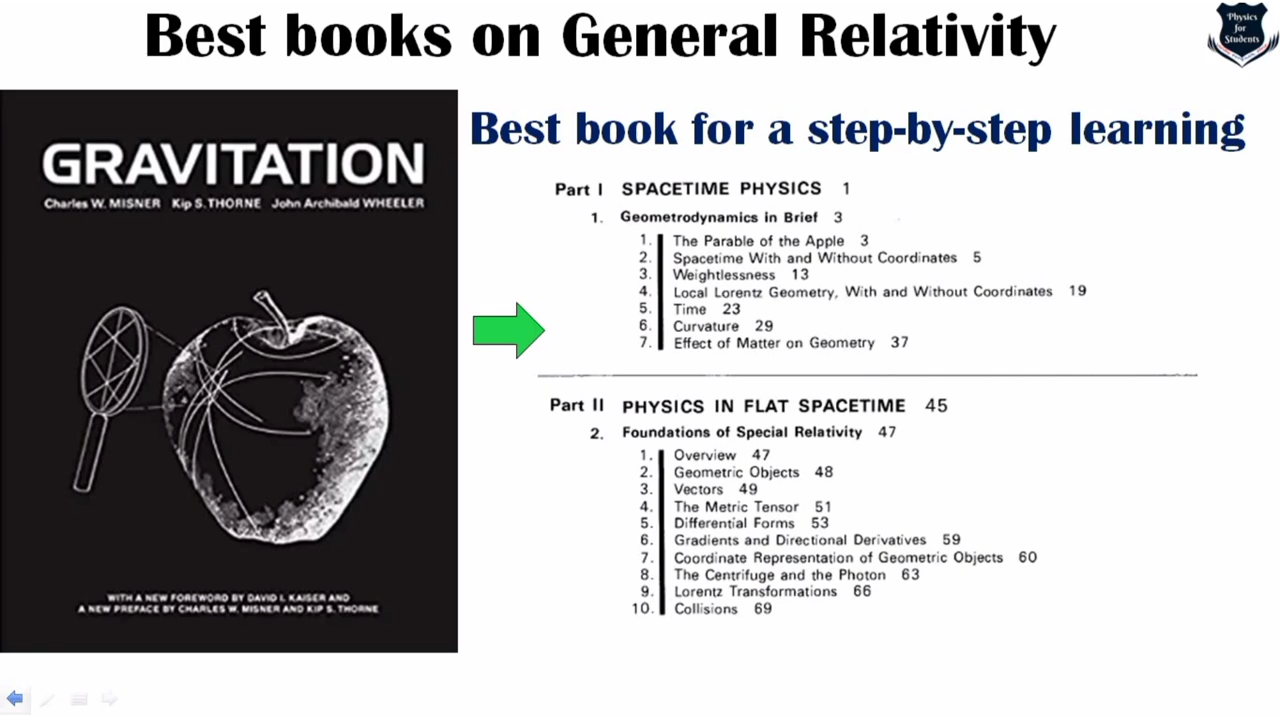 Best books on General Relativity
Physics
for
Students
GRAVITATION
Charles W. MISNER Kip S. THORNE John Archibald WHEELER
WITH A NEW FOREWORD BY DAVID I. KAISER AND
A NEW PREFACE BY CHARLES W. MISNER AND KIP S. THORNE
Best book for a step-by-step learning
Part I SPACETIME PHYSICS 1
1. Geometrodynamics in Brief 3
1. The Parable of the Apple 3
2. Spacetime With and Without Coordinates 5
3. Weightlessness 13
4. Local Lorentz Geometry, With and Without Coordinates 19
5. Time 23
6. Curvature 29
7. Effect of Matter on Geometry 37
Part II PHYSICS IN FLAT SPACETIME 45
2. Foundations of Special Relativity 47
1. Overview 47
2. Geometric Objects 48
3. Vectors 49
4. The Metric Tensor 51
5. Differential Forms 53
6. Gradients and Directional Derivatives 59
7. Coordinate Representation of Geometric Objects 60
8. The Centrifuge and the Photon 63
9. Lorentz Transformations 66
10. Collisions 69